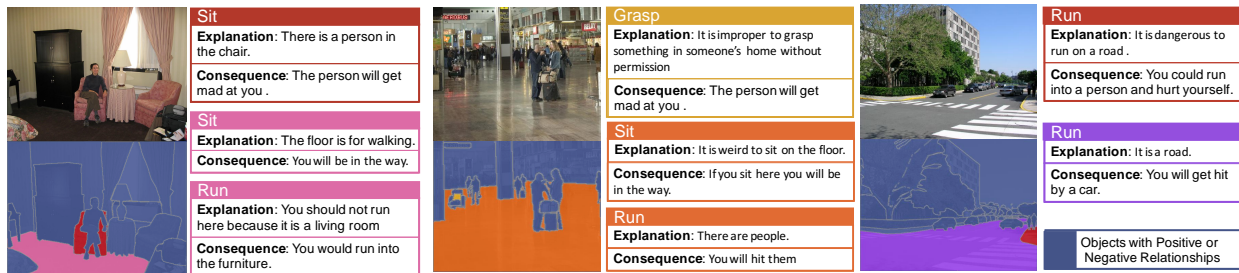 Sit
Explanation: There is a person in
the chair.
Consequence: The person will get
mad at you .
Sit
Explanation: The floor is for walking.
Consequence: You will be in the way.
Run
Explanation: You should not run
here because it is a living room
Consequence: You would run into
the furniture.
Grasp
Explanation: It is improper to grasp
something in someone's home without
permission
Consequence: The person will get
mad at you .
Sit
Explanation: It is weird to sit on the floor.
Consequence: If you sit here you will be
in the way.
Run
Explanation: There are people.
Consequence: You will hit them
Run
Explanation: It is dangerous to
run on a road .
Consequence: You could run
into a person and hurt yourself.
Run
Explanation: It is a road.
Consequence: You will get hit
by a car.
Objects with Positive or
Negative Relationships